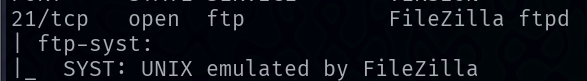 21/tcp open ftp FileZilla ftpd
| ftp-syst:
|_ SYST: UNIX emulated by FileZilla